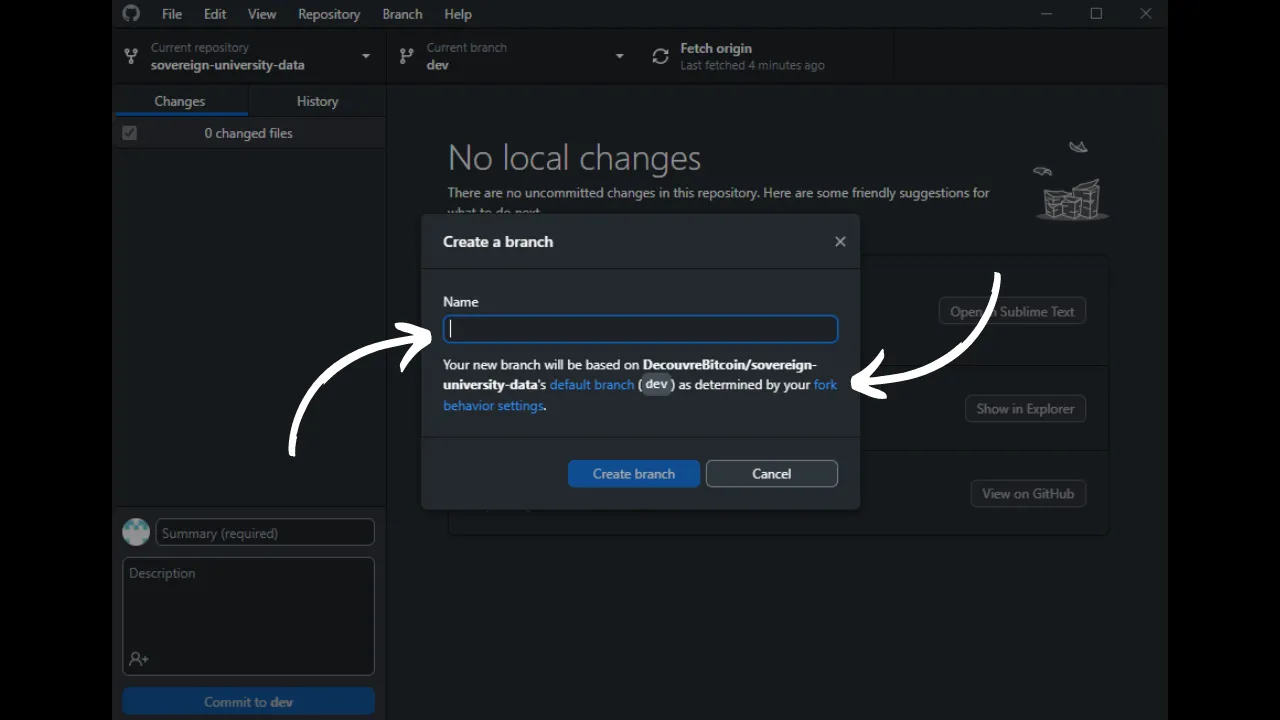 File Edit View Repository Branch Help
Current repository
sovereign-university-data
Current branch
dev
Fetch origin
Last fetched 4 minutes ago
Changes History
0 changed files
No local changes
There are no uncommitted changes in this repository. Here are some friendly suggestions for
what to do next.
Create a branch
Name
Your new branch will be based on DecouvreBitcoin/sovereign-
university-data's default branch (dev) as determined by your fork
behavior settings.
Create branch Cancel
Open in Sublime Text
Show in Explorer
View on GitHub
Summary (required)
Description
Commit to dev